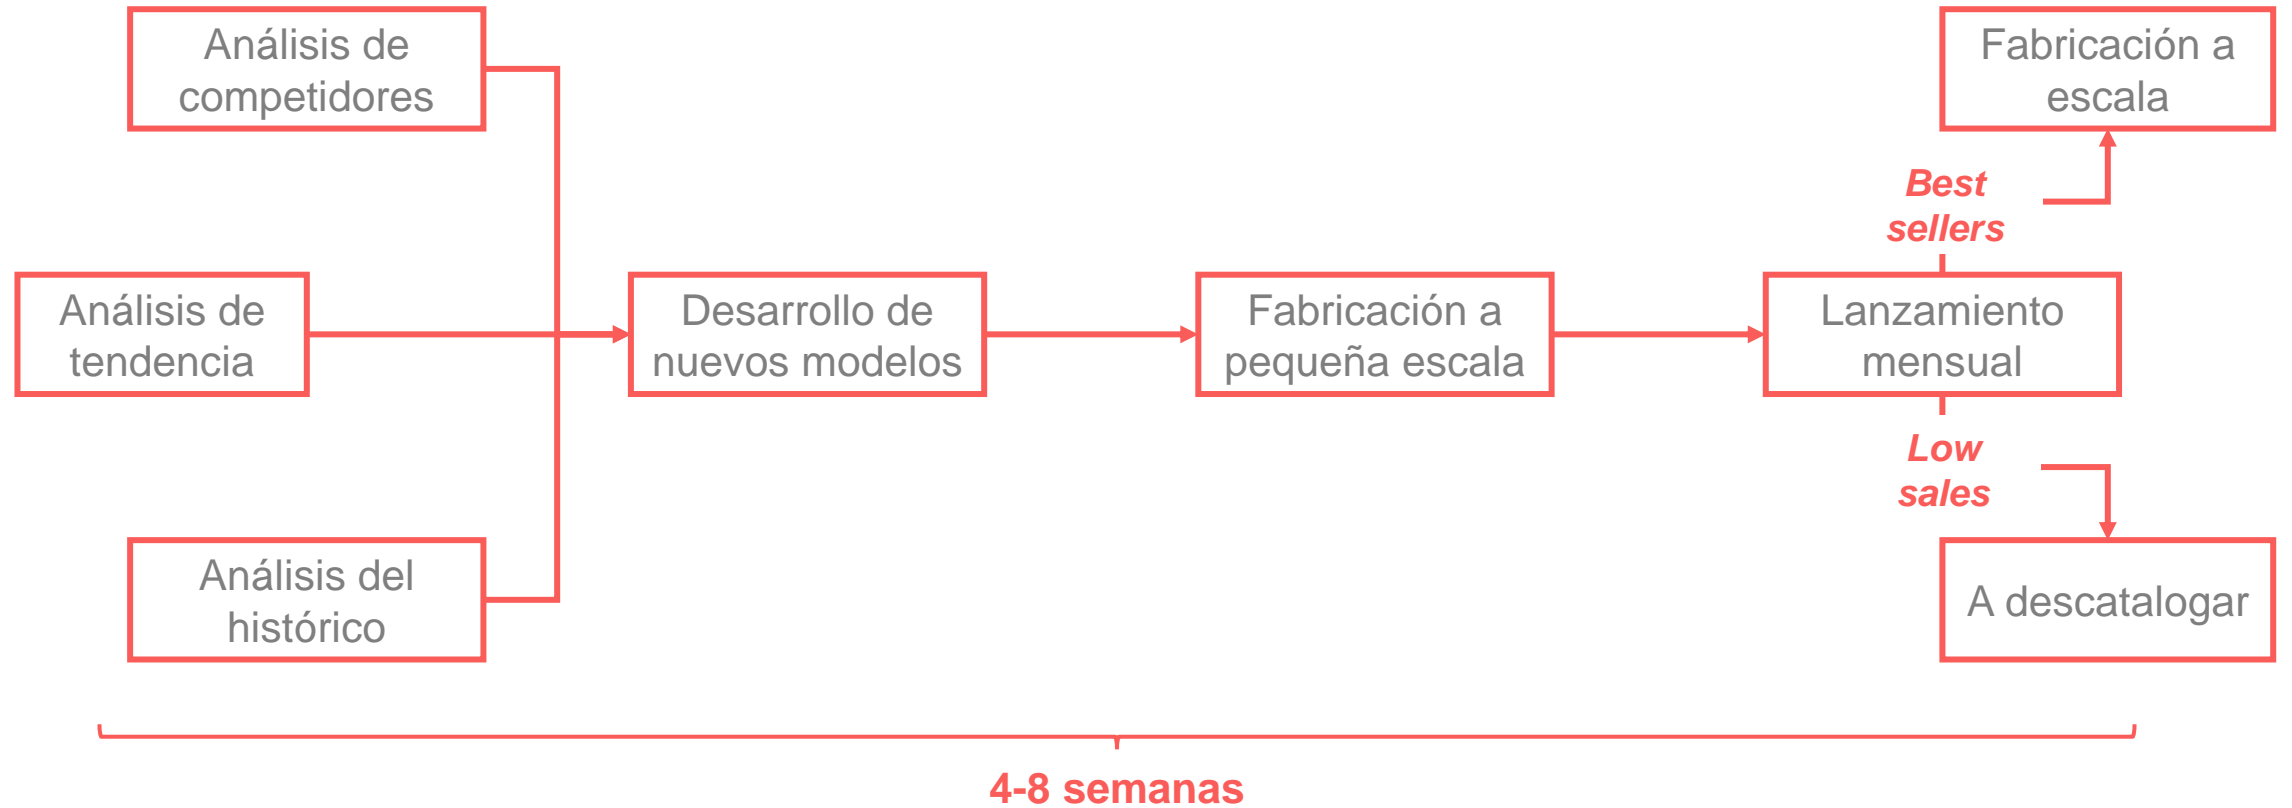 Análisis de
competidores
Análisis de
tendencia
Análisis del
histórico
Desarrollo de
nuevos modelos
Fabricación a
pequeña escala
Lanzamiento
mensual
Best
sellers
Fabricación a
escala
Low
sales
A descatalogar
4-8 semanas